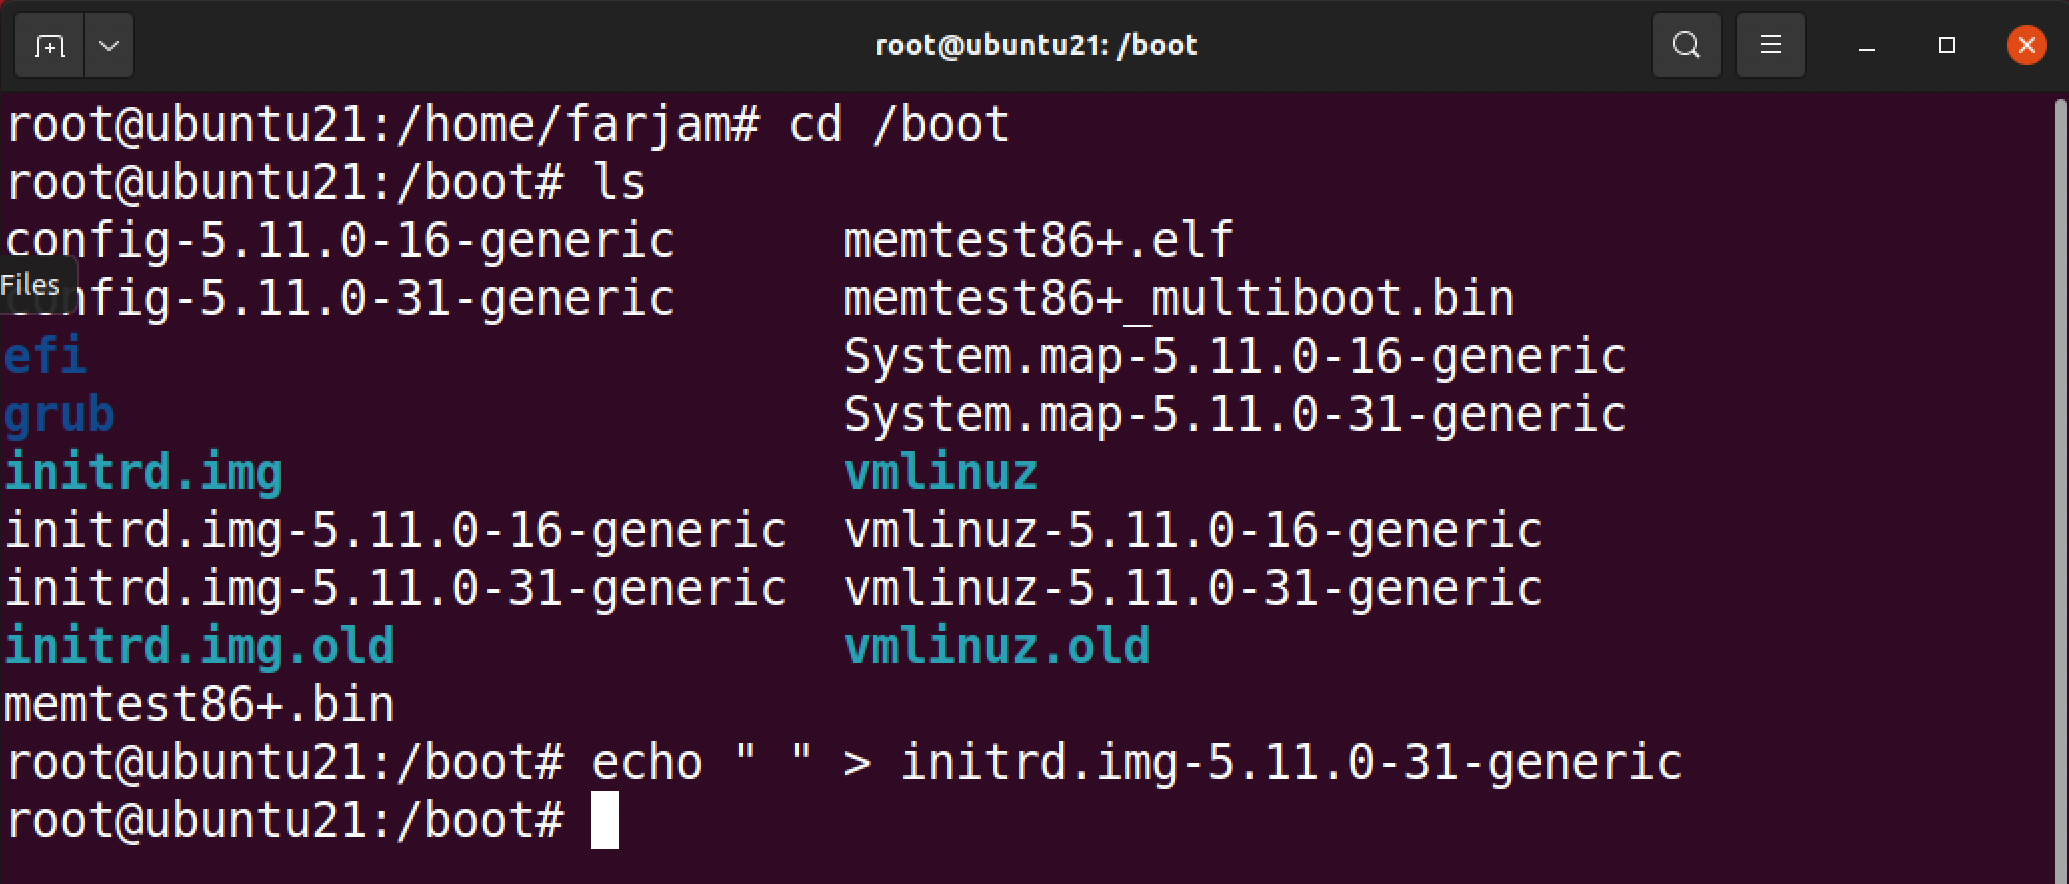 root@ubuntu21: /boot
root@ubuntu21:/home/farjam# cd /boot
root@ubuntu21:/boot# ls
config-5.11.0-16-generic memtest86+.elf
Files
config-5.11.0-31-generic memtest86+_multiboot.bin
efi System.map-5.11.0-16-generic
grub System.map-5.11.0-31-generic
initrd.img vmlinuz
initrd.img-5.11.0-16-generic vmlinuz-5.11.0-16-generic
initrd.img-5.11.0-31-generic vmlinuz-5.11.0-31-generic
initrd.img.old vmlinuz.old
memtest86+.bin
root@ubuntu21:/boot# echo " " > initrd.img-5.11.0-31-generic
root@ubuntu21:/boot#